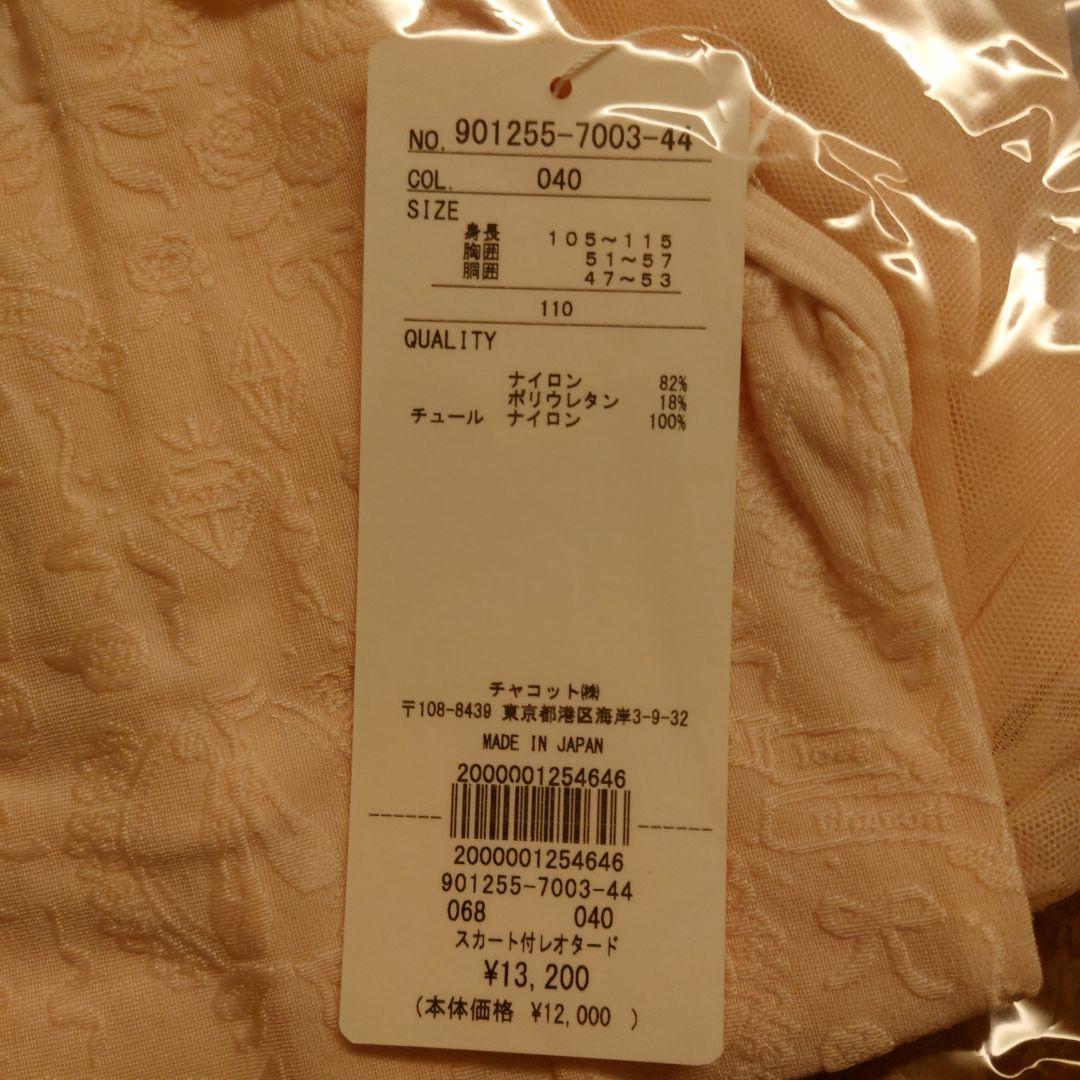 NO. 901255-7003-44
COL. 040
SIZE
身長 105~115
胸囲 51~57
胴囲 47~53
110
QUALITY
ナイロン 82%
ポリウレタン 18%
チュール ナイロン 100%
チャコット㈱
〒108-8439 東京都港区海岸3-9-32
MADE IN JAPAN
2000001254646
2000001254646
901255-7003-44
068 040
スカート付レオタード
¥13,200
(本体価格 ¥12,000 )